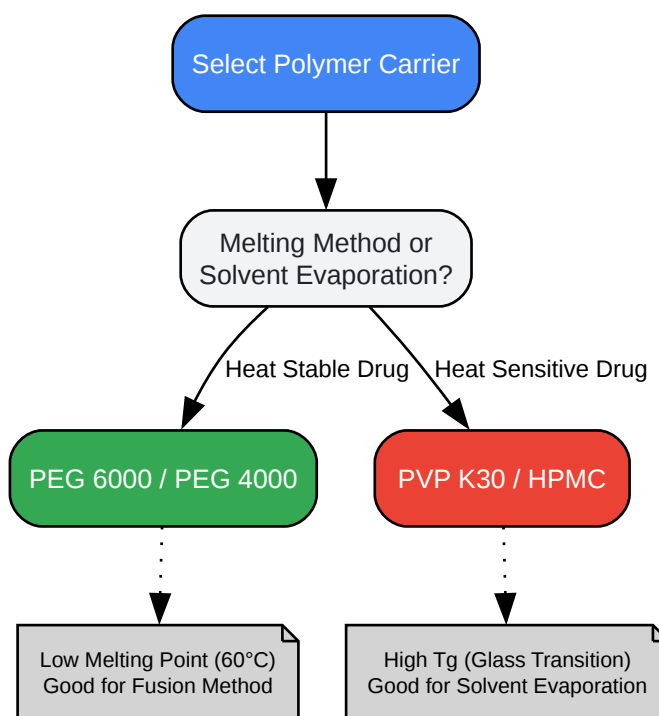 Select Polymer Carrier
Melting Method or
Solvent Evaporation?
Heat Stable Drug
Heat Sensitive Drug
PEG 6000 / PEG 4000
PVP K30 / HPMC
Low Melting Point (60°C)
Good for Fusion Method
High Tg (Glass Transition)
Good for Solvent Evaporation